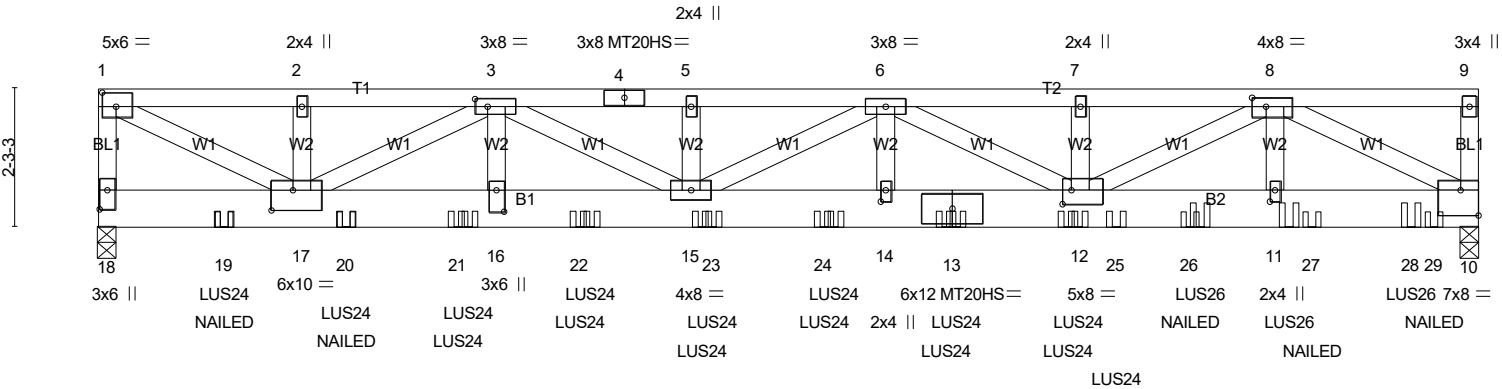 2x4 ||
5x6 = 2x4 || 3x8 = 3x8 MT20HS= 3x8 = 2x4 || 4x8 = 3x4 ||
1 2 3 4 5 6 7 8 9
T1 T2
BL1 W1 W2 W1 W2 W1 W2 W1 W2 W1 W2 W1 W2 W1 BL1
2-3-3
B1 B2
18 19 17 20 21 16 22 15 23 24 14 13 12 25 26 11 27 28 29 10
3x6 || LUS24 6x10 = 3x6 || LUS24 4x8 = LUS24 6x12 MT20HS= 5x8 = LUS26 2x4 || LUS26 7x8 =
NAILED LUS24 LUS24 LUS24 LUS24 LUS24 2x4 || LUS24 LUS24 NAILED LUS26 NAILED
NAILED LUS24 LUS24 LUS24 LUS24 NAILED
LUS24